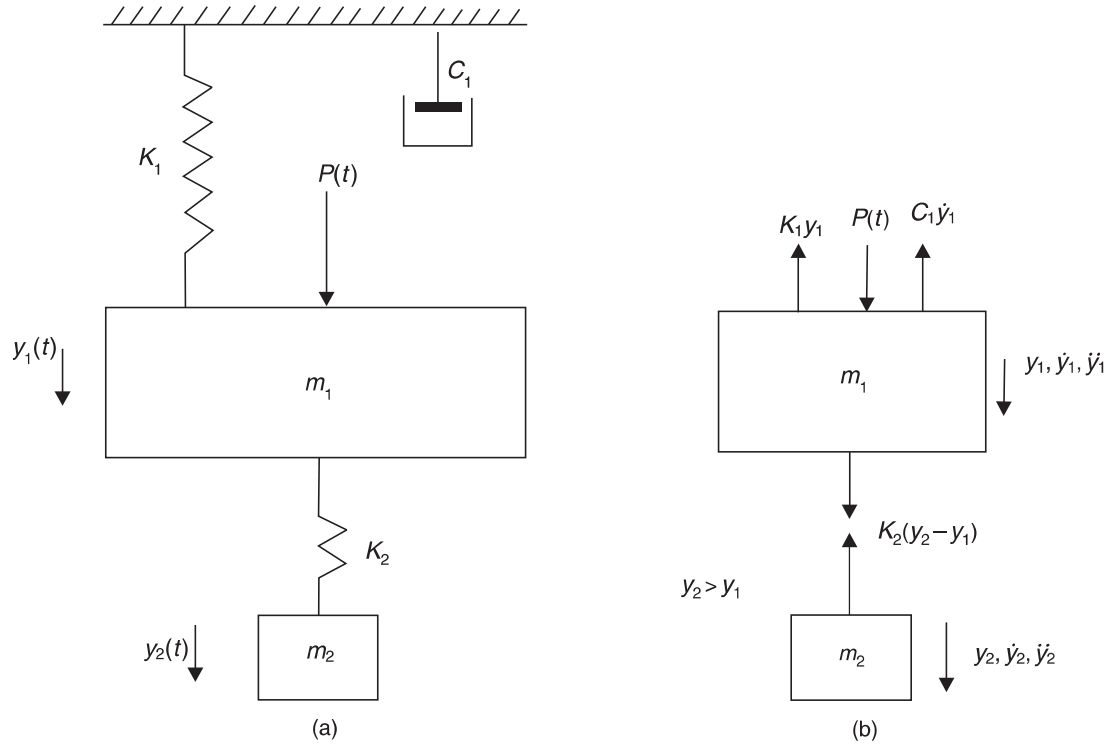 C₁
K₁
P(t)
y₁(t)
m₁
K₂
y₂(t)
m₂
(a)
K₁y₁
P(t)
C₁ẏ₁
m₁
y₁, ẏ₁, ÿ₁
K₂(y₂ − y₁)
y₂ > y₁
m₂
y₂, ẏ₂, ÿ₂
(b)